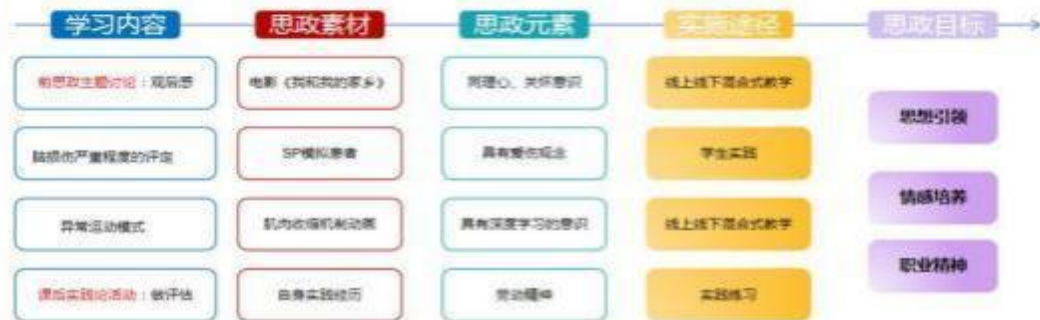 学习内容 思政素材 思政元素 实施途径 思政目标
课思政主题讨论：观后感 电影《我和我的家乡》 同理心、关怀意识 线上线下混合式教学
思想引领
脑损伤严重程度的评定 SP模拟患者 具有爱伤观念 学生实践
情感培养
异常运动模式 肌肉收缩机制动画 具有深度学习的意识 线上线下混合式教学
职业精神
课后实践论活动：做评估 自身实践经历 劳动精神 实践练习